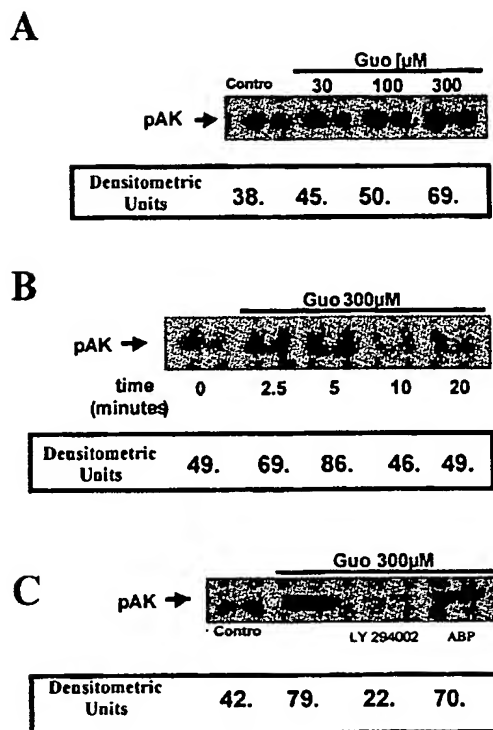 A
Guo [µM
Contro 30 100 300
pAK
Densitometric Units 38. 45. 50. 69.
B
Guo 300µM
pAK
time (minutes) 0 2.5 5 10 20
Densitometric Units 49. 69. 86. 46. 49.
C
Guo 300µM
pAK
Contro LY 294002 ABP
Densitometric Units 42. 79. 22. 70.